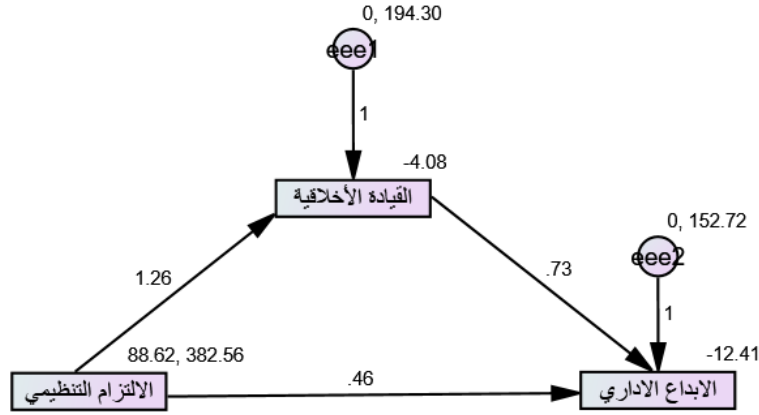 0, 194.30
eee1
1
-4.08
القيادة الأخلاقية
0, 152.72
eee2
1.26
.73
1
88.62, 382.56
-12.41
الالتزام التنظيمي
.46
الابداع الاداري